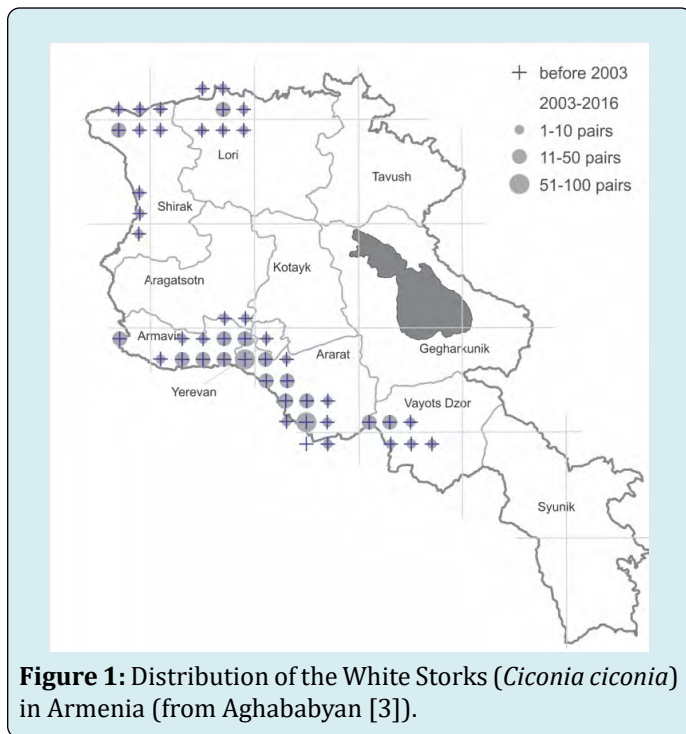 before 2003
2003-2016
1-10 pairs
11-50 pairs
51-100 pairs
Lori
Tavush
Shirak
Kotayk
Aragatsotn
Armavir
Ararat
Gegharkunik
Yerevan
Vayots Dzor
Syunik
Figure 1: Distribution of the White Storks (Ciconia ciconia)
in Armenia (from Aghababyan [3]).